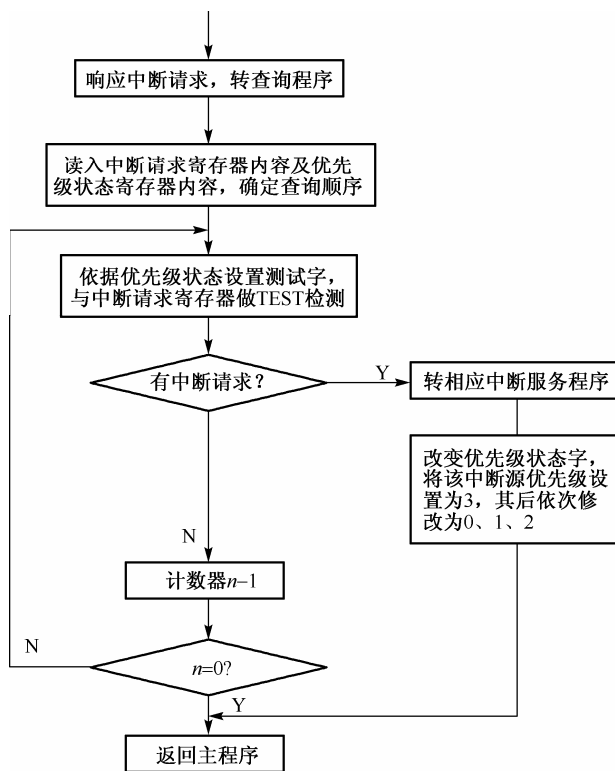 响应中断请求，转查询程序
读入中断请求寄存器内容及优先
级状态寄存器内容，确定查询顺序
依据优先级状态设置测试字，
与中断请求寄存器做TEST检测
有中断请求？
Y
转相应中断服务程序
改变优先级状态字，
将该中断源优先级设
置为3，其后依次修
改为0、1、2
N
计数器n–1
N
n=0?
Y
返回主程序